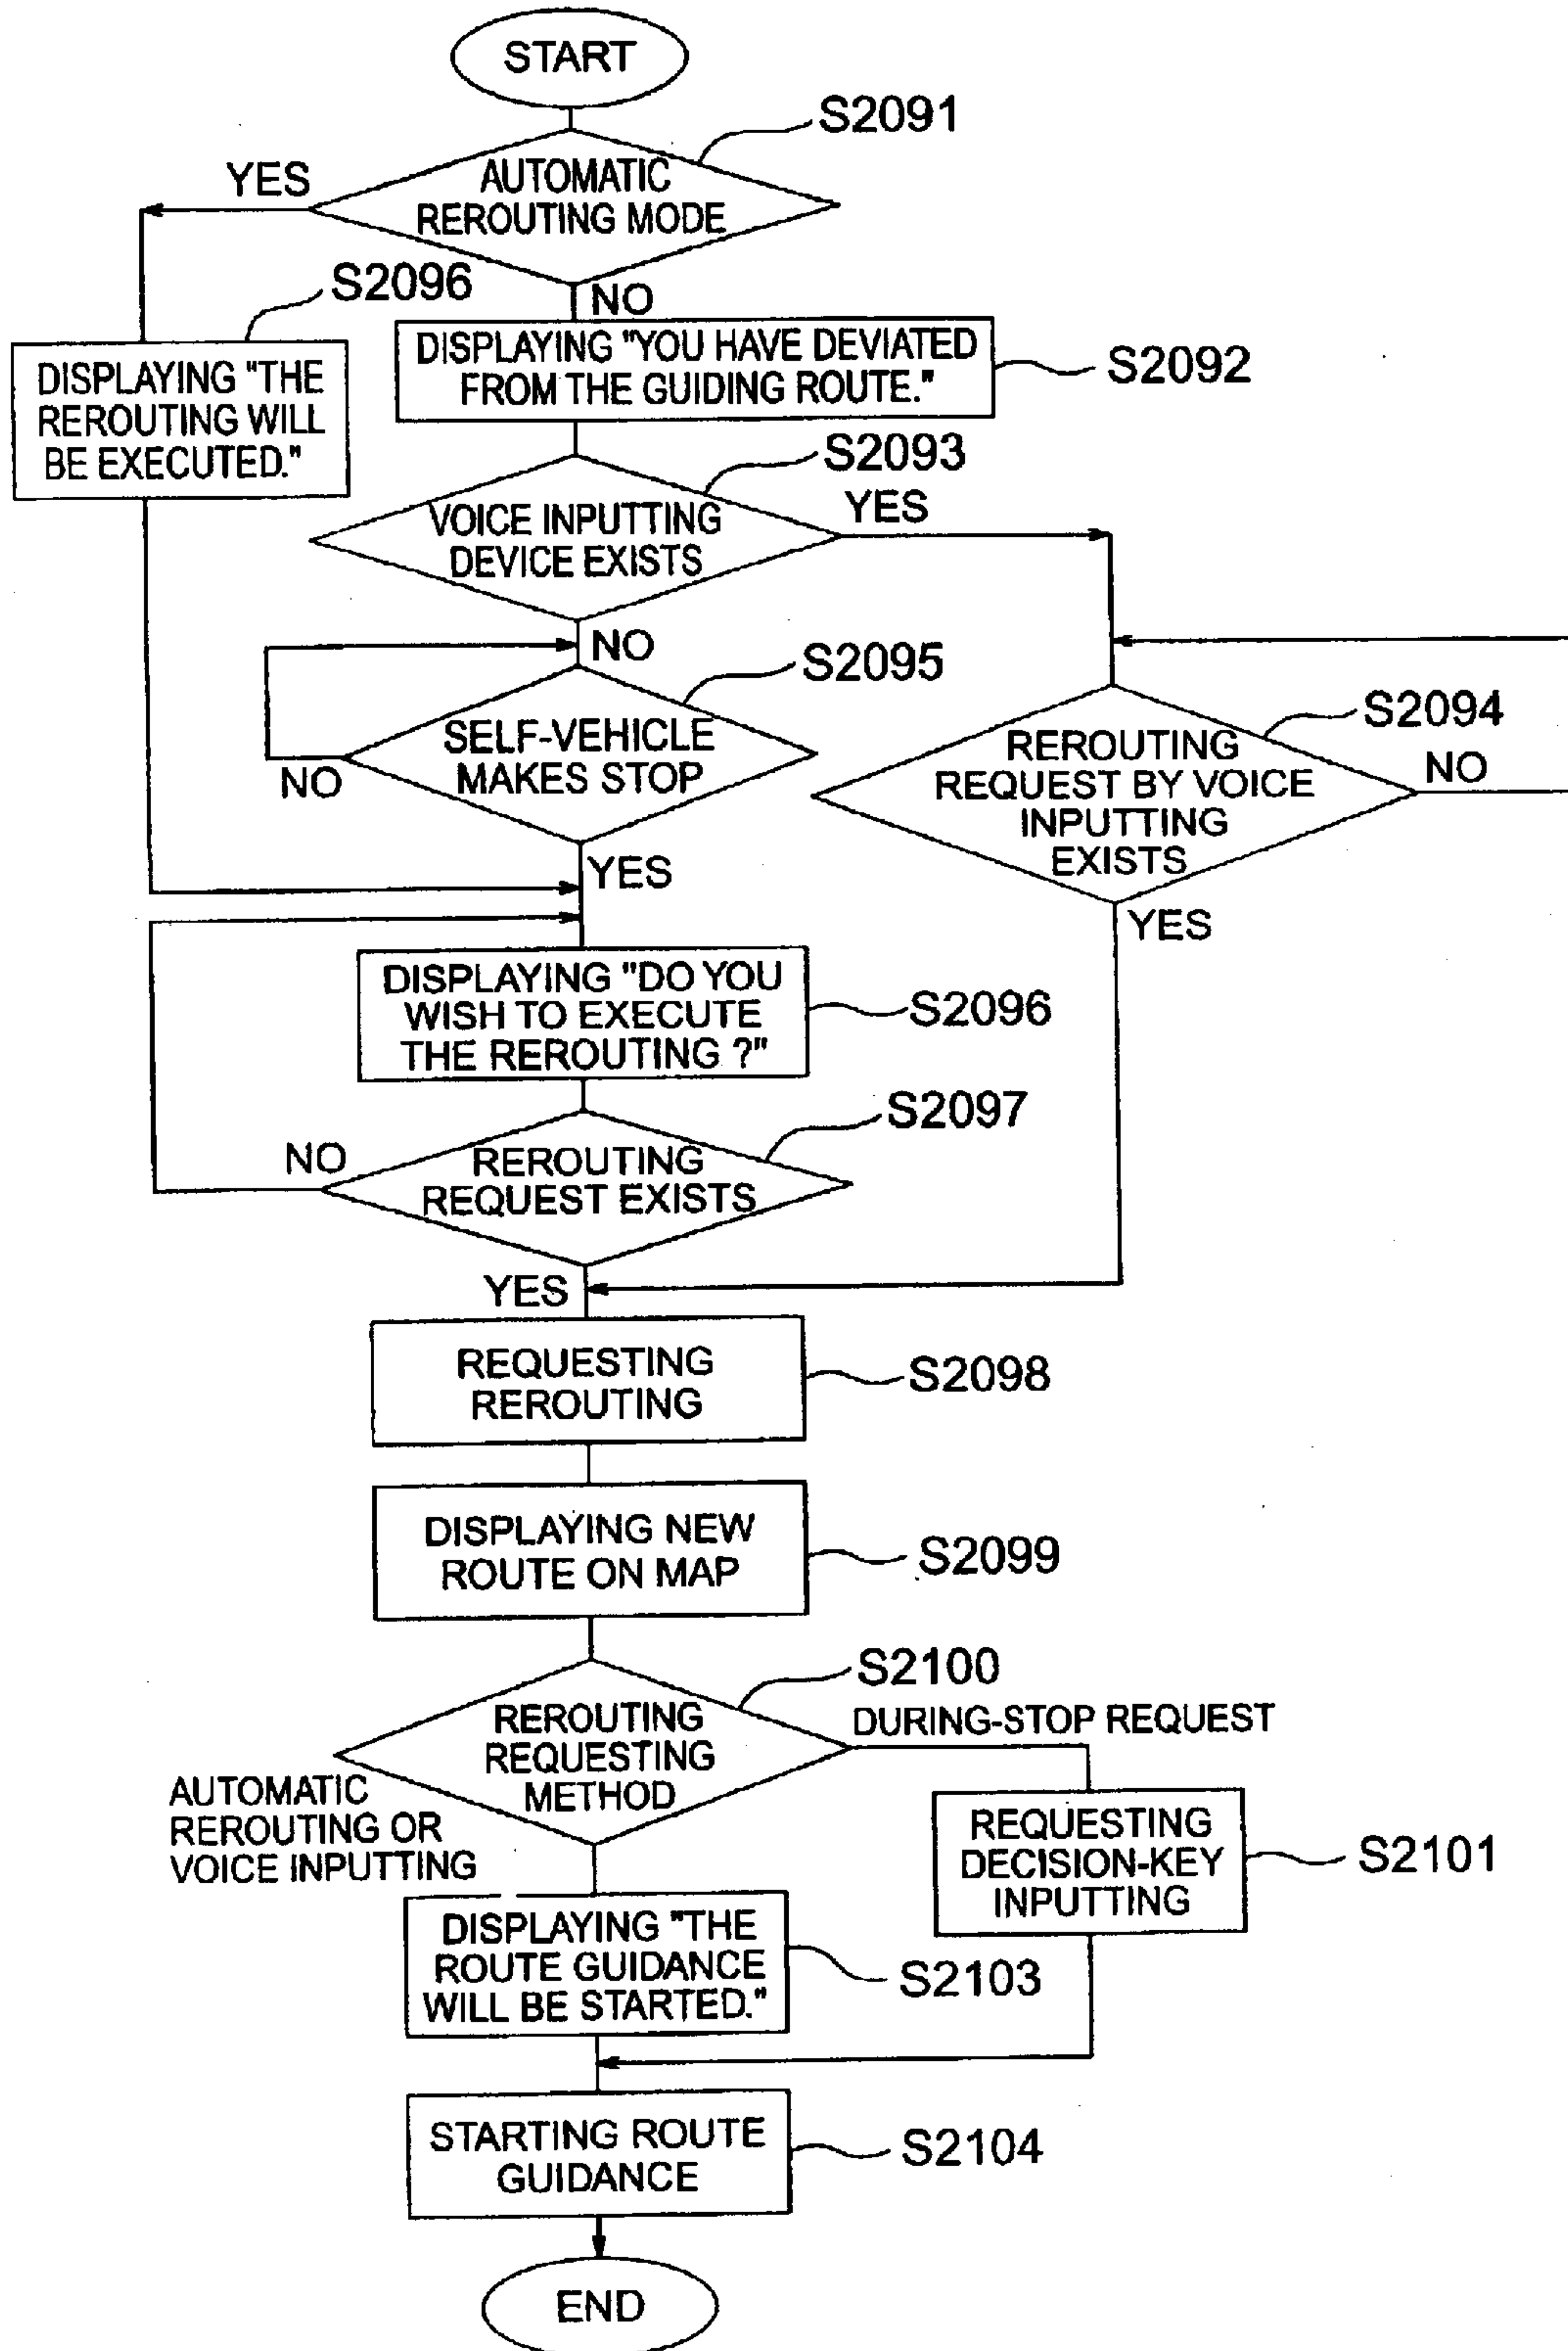 START
S2091
YES
AUTOMATIC
REROUTING MODE
S2096
NO
DISPLAYING "THE
REROUTING WILL
BE EXECUTED."
DISPLAYING "YOU HAVE DEVIATED
FROM THE GUIDING ROUTE."
S2092
S2093
VOICE INPUTTING
DEVICE EXISTS
YES
NO
S2095
SELF-VEHICLE
MAKES STOP
NO
S2094
REROUTING
REQUEST BY VOICE
INPUTTING
EXISTS
NO
YES
YES
DISPLAYING "DO YOU
WISH TO EXECUTE
THE REROUTING ?"
S2096
S2097
NO
REROUTING
REQUEST EXISTS
YES
REQUESTING
REROUTING
S2098
DISPLAYING NEW
ROUTE ON MAP
S2099
S2100
REROUTING
REQUESTING
METHOD
DURING-STOP REQUEST
AUTOMATIC
REROUTING OR
VOICE INPUTTING
REQUESTING
DECISION-KEY
INPUTTING
S2101
DISPLAYING "THE
ROUTE GUIDANCE
WILL BE STARTED."
S2103
STARTING ROUTE
GUIDANCE
S2104
END